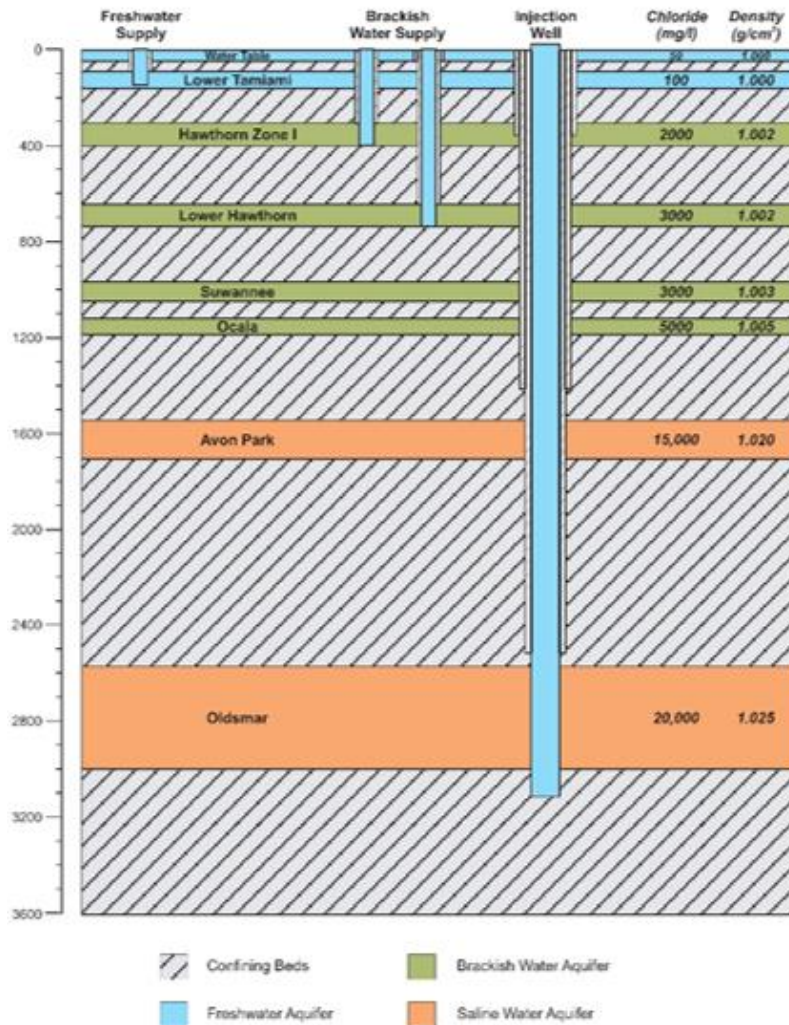 Freshwater
Supply
Brackish
Water Supply
Injection
Well
Chloride
(mg/l)
Density
(g/cm³)
0
Water Table
50
1.000
Lower Tamiami
100
1.000
Hawthorn Zone I
2000
1.002
400
Lower Hawthorn
3000
1.002
800
Suwannee
3000
1.003
Ocala
5000
1.005
1200
Avon Park
15,000
1.020
1600
2000
2400
Oldsmar
20,000
1.025
2800
3200
3600
Confining Beds
Brackish Water Aquifer
Freshwater Aquifer
Saline Water Aquifer